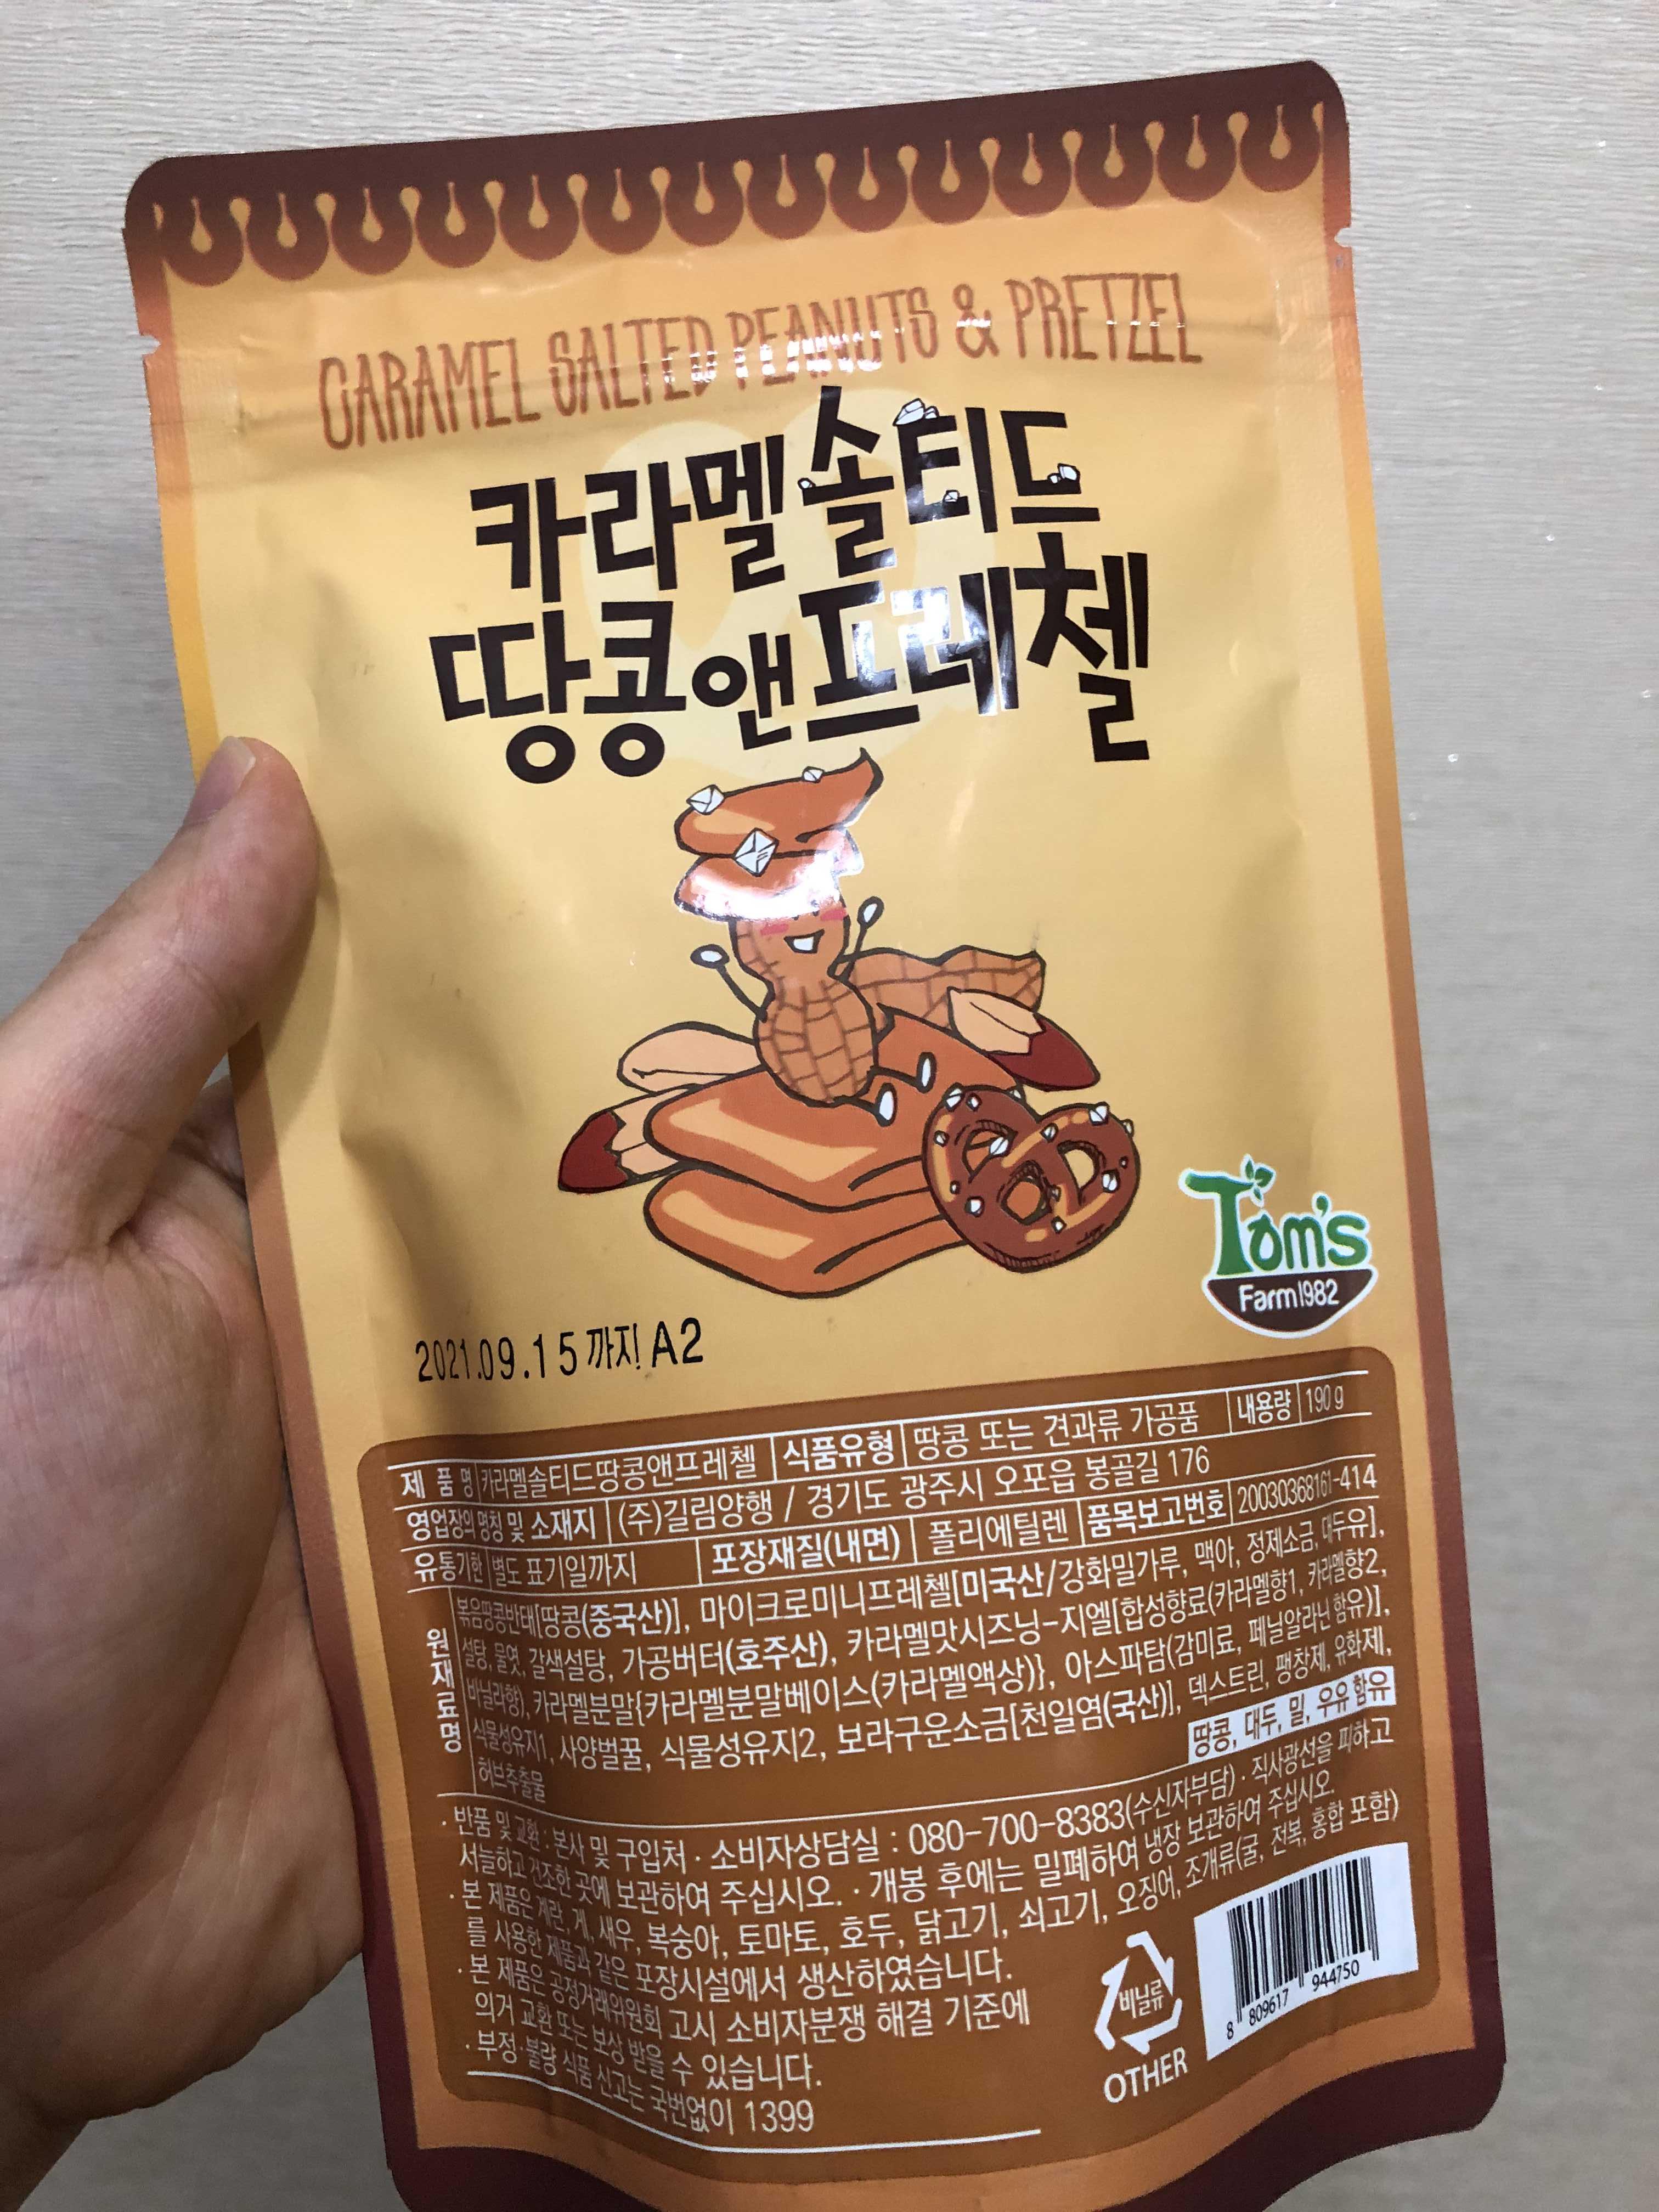 CARAMEL SALTED PEANUTS & PRETZEL
카라멜솔티드
땅콩앤프레첼
Tom's
Farm1982
2021.09.15 까지 A2
제 품 명 카라멜솔티드땅콩앤프레첼 식품유형 땅콩 또는 견과류 가공품 내용량 190 g
영업장의 명칭 및 소재지 (주)길림양행 / 경기도 광주시 오포읍 봉골길 176
유통기한 별도 표기일까지 포장재질(내면) 폴리에틸렌 품목보고번호 20030368161-414
원재료명
볶음땅콩반태[땅콩(중국산)], 마이크로미니프레첼[미국산/강화밀가루, 맥아, 정제소금, 대두유],
설탕, 물엿, 갈색설탕, 가공버터(호주산), 카라멜맛시즈닝-지엘[합성향료(카라멜향1, 카라멜향2,
바닐라향), 카라멜분말{카라멜분말베이스(카라멜액상)}, 아스파탐(감미료, 페닐알라닌 함유)],
식물성유지1, 사양벌꿀, 식물성유지2, 보라구운소금[천일염(국산)], 덱스트린, 팽창제, 유화제,
허브추출물
땅콩, 대두, 밀, 우유 함유
· 반품 및 교환 : 본사 및 구입처 · 소비자상담실 : 080-700-8383(수신자부담) · 직사광선을 피하고
서늘하고 건조한 곳에 보관하여 주십시오. · 개봉 후에는 밀폐하여 냉장 보관하여 주십시오.
· 본 제품은 계란, 게, 새우, 복숭아, 토마토, 호두, 닭고기, 쇠고기, 오징어, 조개류(굴, 전복, 홍합 포함)
를 사용한 제품과 같은 포장시설에서 생산하였습니다.
· 본 제품은 공정거래위원회 고시 소비자분쟁 해결 기준에
의거 교환 또는 보상 받을 수 있습니다.
· 부정·불량 식품 신고는 국번없이 1399
비닐류
OTHER
8 809617 944750